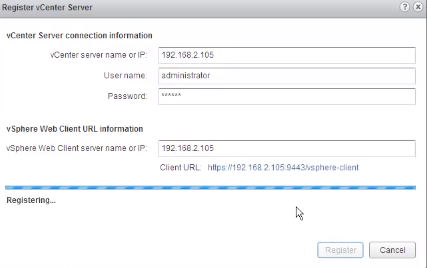 Register vCenter Server
vCenter Server connection information
vCenter server name or IP: 192.168.2.105
User name: administrator
Password: ******
vSphere Web Client URL information
vSphere Web Client server name or IP: 192.168.2.105
Client URL: https://192.168.2.105:9443/vsphere-client
Registering...
Register Cancel